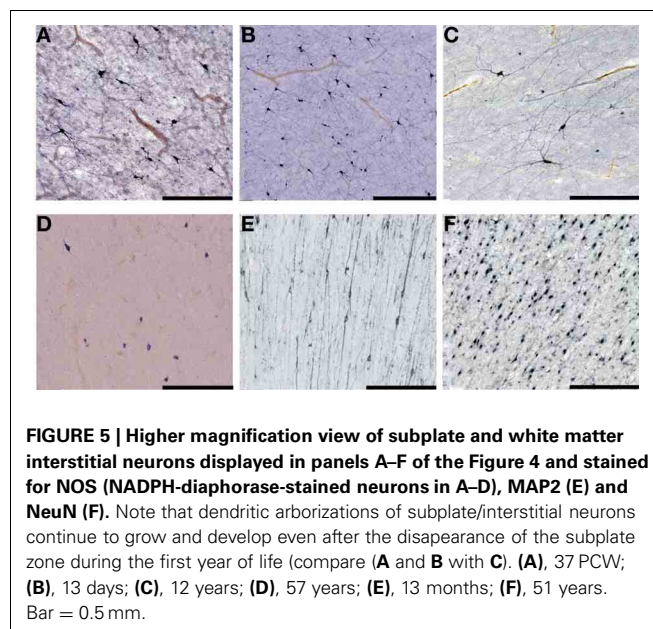 A
B
C
D
E
F
FIGURE 5 | Higher magnification view of subplate and white matter
interstitial neurons displayed in panels A–F of the Figure 4 and stained
for NOS (NADPH-diaphorase-stained neurons in A–D), MAP2 (E) and
NeuN (F). Note that dendritic arborizations of subplate/interstitial neurons
continue to grow and develop even after the disapearance of the subplate
zone during the first year of life (compare (A and B with C). (A), 37 PCW;
(B), 13 days; (C), 12 years; (D), 57 years; (E), 13 months; (F), 51 years.
Bar = 0.5 mm.